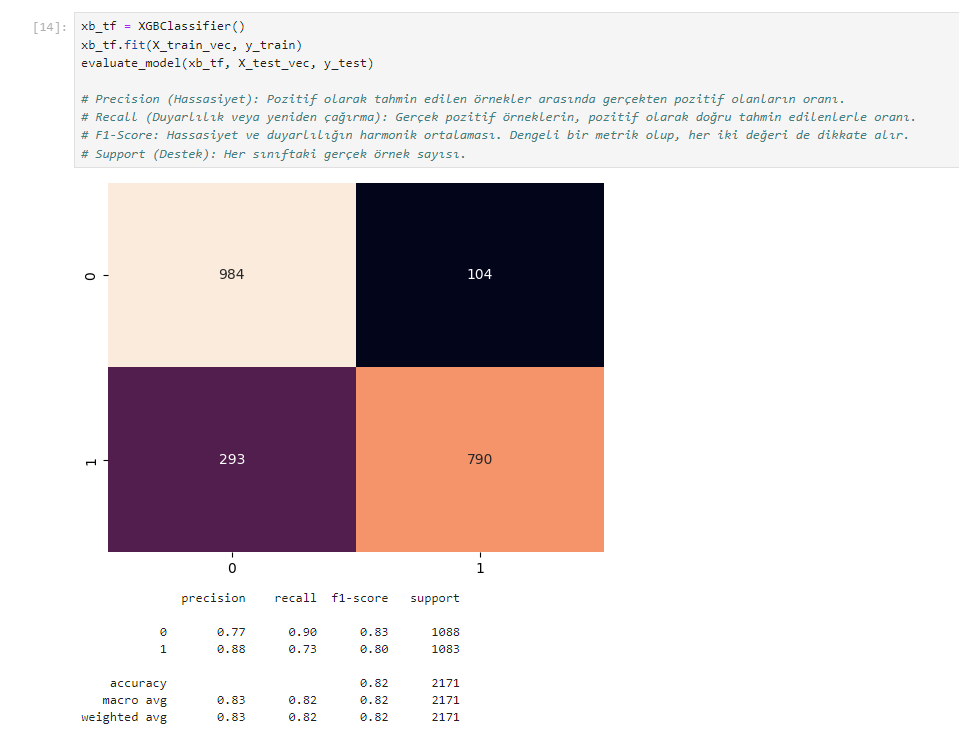 [14]: xb_tf = XGBClassifier()
xb_tf.fit(X_train_vec, y_train)
evaluate_model(xb_tf, X_test_vec, y_test)
# Precision (Hassasiyet): Pozitif olarak tahmin edilen örnekler arasında gerçekten pozitif olanların oranı.
# Recall (Duyarlılık veya yeniden çağırma): Gerçek pozitif örneklerin, pozitif olarak doğru tahmin edilenlerle oranı.
# F1-Score: Hassasiyet ve duyarlılığın harmonik ortalaması. Dengeli bir metrik olup, her iki değeri de dikkate alır.
# Support (Destek): Her sınıftaki gerçek örnek sayısı.
0 984 104
1 293 790
0 1
precision recall f1-score support
0 0.77 0.90 0.83 1088
1 0.88 0.73 0.80 1083
accuracy 0.82 2171
macro avg 0.83 0.82 0.82 2171
weighted avg 0.83 0.82 0.82 2171